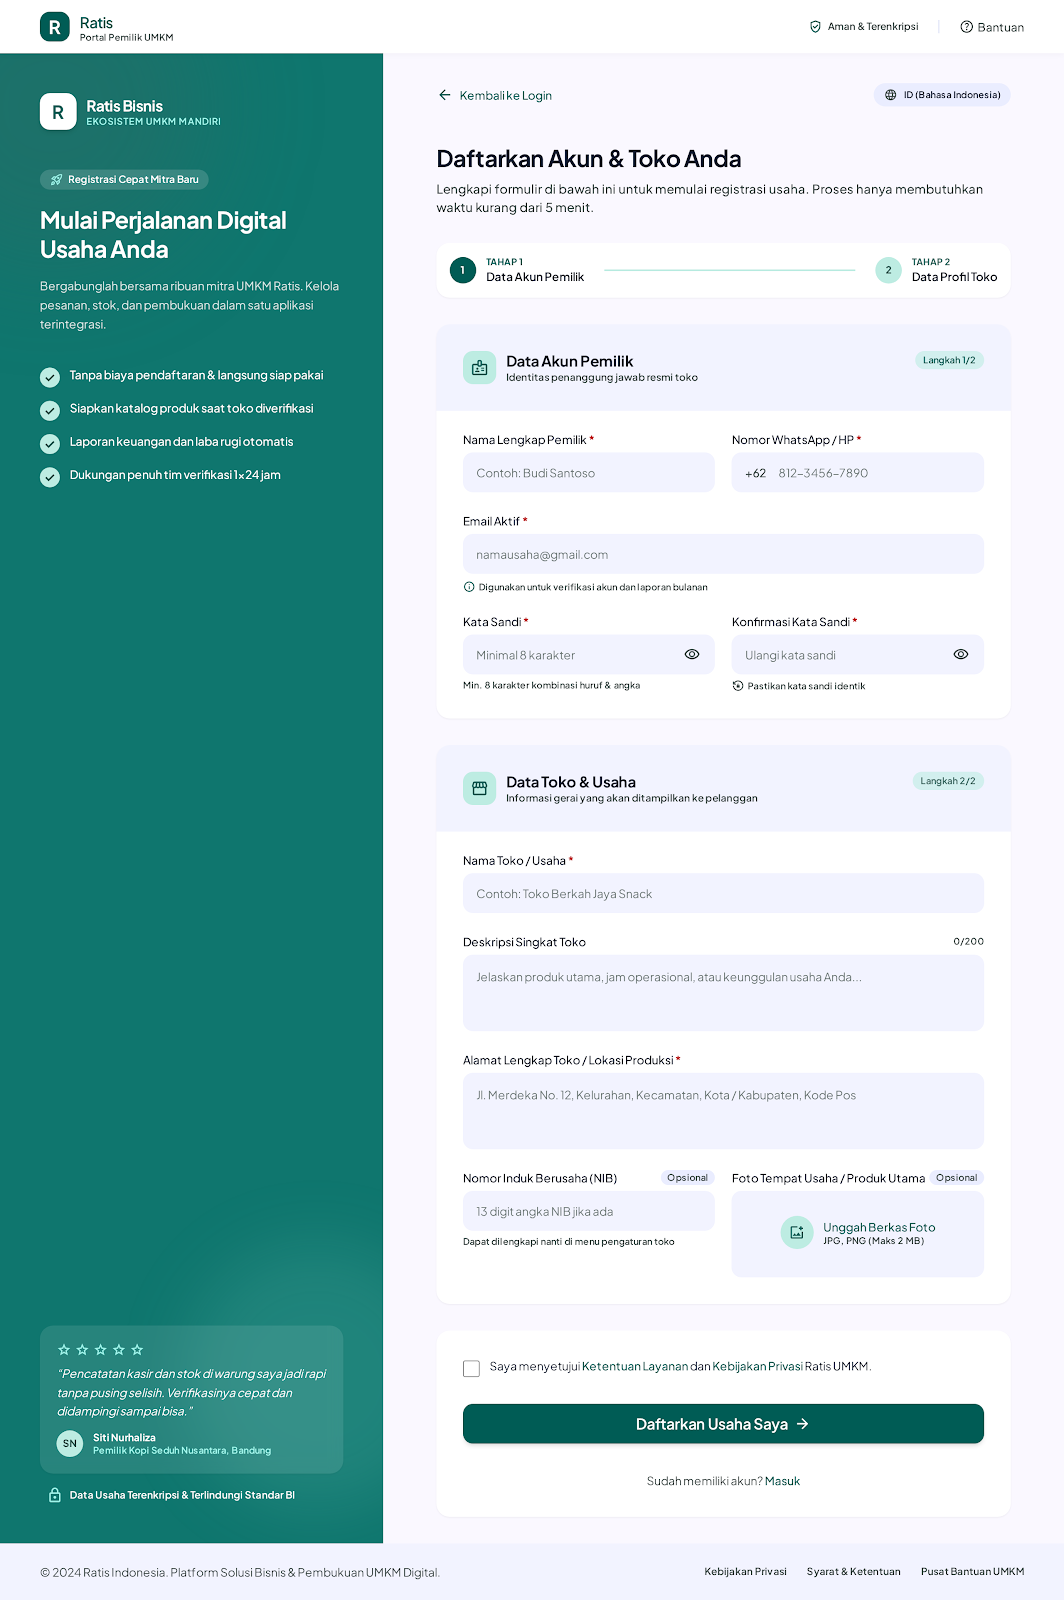 R
Ratis
Portal Pemilik UMKM
Aman & Terenkripsi
Bantuan
R
Ratis Bisnis
EKOSISTEM UMKM MANDIRI
Registrasi Cepat Mitra Baru
Mulai Perjalanan Digital
Usaha Anda
Bergabunglah bersama ribuan mitra UMKM Ratis. Kelola
pesanan, stok, dan pembukuan dalam satu aplikasi
terintegrasi.
Tanpa biaya pendaftaran & langsung siap pakai
Siapkan katalog produk saat toko diverifikasi
Laporan keuangan dan laba rugi otomatis
Dukungan penuh tim verifikasi 1×24 jam
"Pencatatan kasir dan stok di warung saya jadi rapi
tanpa pusing selisih. Verifikasinya cepat dan
didampingi sampai bisa."
SN
Siti Nurhaliza
Pemilik Kopi Seduh Nusantara, Bandung
Data Usaha Terenkripsi & Terlindungi Standar BI
Kembali ke Login
ID (Bahasa Indonesia)
Daftarkan Akun & Toko Anda
Lengkapi formulir di bawah ini untuk memulai registrasi usaha. Proses hanya membutuhkan
waktu kurang dari 5 menit.
1
TAHAP 1
Data Akun Pemilik
2
TAHAP 2
Data Profil Toko
Data Akun Pemilik
Identitas penanggung jawab resmi toko
Langkah 1/2
Nama Lengkap Pemilik *
Contoh: Budi Santoso
Nomor WhatsApp / HP *
+62 812-3456-7890
Email Aktif *
namausaha@gmail.com
Digunakan untuk verifikasi akun dan laporan bulanan
Kata Sandi *
Minimal 8 karakter
Min. 8 karakter kombinasi huruf & angka
Konfirmasi Kata Sandi *
Ulangi kata sandi
Pastikan kata sandi identik
Data Toko & Usaha
Informasi gerai yang akan ditampilkan ke pelanggan
Langkah 2/2
Nama Toko / Usaha *
Contoh: Toko Berkah Jaya Snack
Deskripsi Singkat Toko
0/200
Jelaskan produk utama, jam operasional, atau keunggulan usaha Anda...
Alamat Lengkap Toko / Lokasi Produksi *
Jl. Merdeka No. 12, Kelurahan, Kecamatan, Kota / Kabupaten, Kode Pos
Nomor Induk Berusaha (NIB)
Opsional
13 digit angka NIB jika ada
Dapat dilengkapi nanti di menu pengaturan toko
Foto Tempat Usaha / Produk Utama
Opsional
Unggah Berkas Foto
JPG, PNG (Maks 2 MB)
Saya menyetujui Ketentuan Layanan dan Kebijakan Privasi Ratis UMKM.
Daftarkan Usaha Saya →
Sudah memiliki akun? Masuk
© 2024 Ratis Indonesia. Platform Solusi Bisnis & Pembukuan UMKM Digital.
Kebijakan Privasi
Syarat & Ketentuan
Pusat Bantuan UMKM